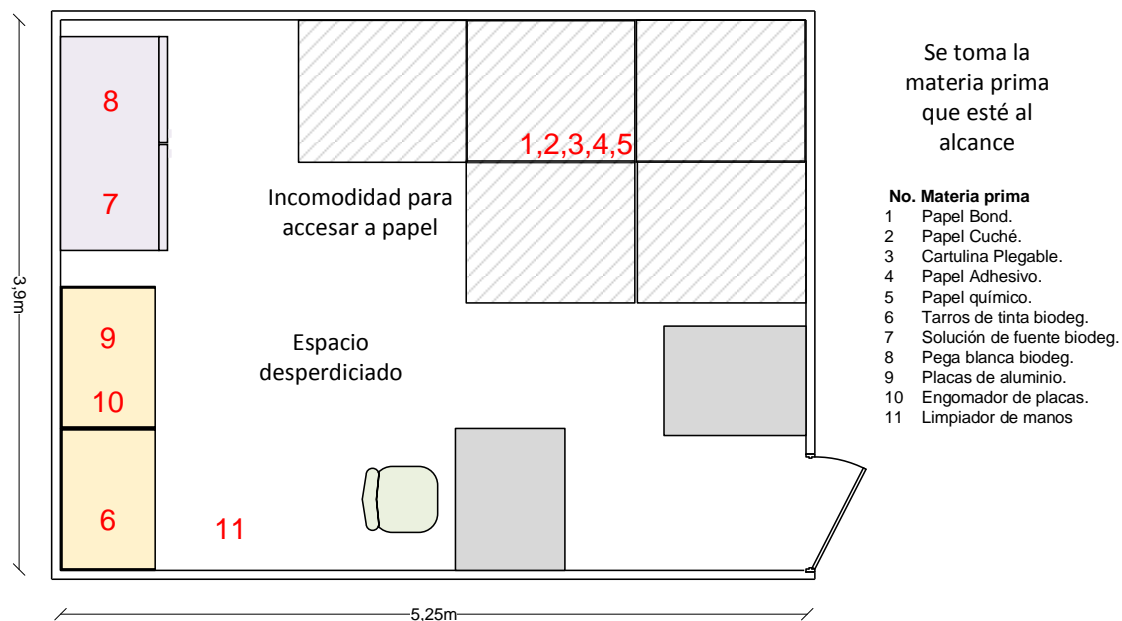 Se toma la
materia prima
que esté al
alcance
8
1,2,3,4,5
7
Incomodidad para
accesar a papel
No. Materia prima
1 Papel Bond.
2 Papel Cuché.
3 Cartulina Plegable.
4 Papel Adhesivo.
5 Papel químico.
6 Tarros de tinta biodeg.
7 Solución de fuente biodeg.
8 Pega blanca biodeg.
9 Placas de aluminio.
10 Engomador de placas.
11 Limpiador de manos
3,9m
9
Espacio
desperdiciado
10
6
11
5,25m